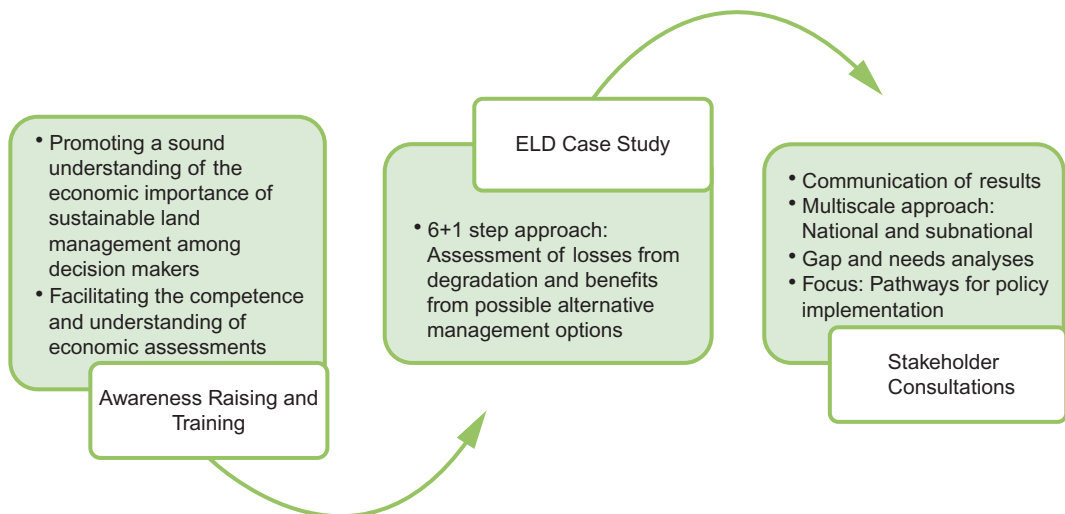 • Promoting a sound
understanding of the
economic importance of
sustainable land
management among
decision makers
• Facilitating the competence
and understanding of
economic assessments
Awareness Raising and
Training
ELD Case Study
• 6+1 step approach:
Assessment of losses from
degradation and benefits
from possible alternative
management options
• Communication of results
• Multiscale approach:
National and subnational
• Gap and needs analyses
• Focus: Pathways for policy
implementation
Stakeholder
Consultations